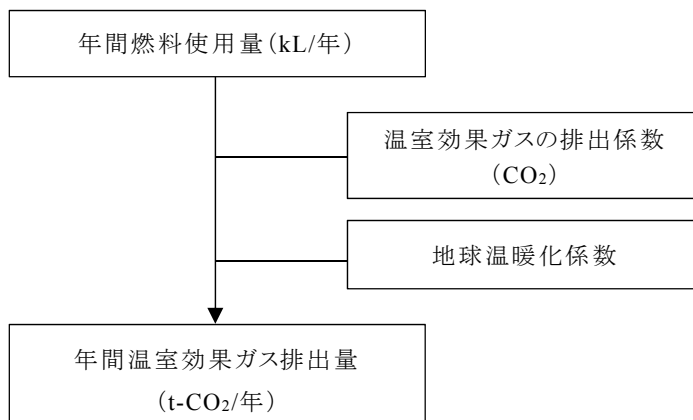 年間燃料使用量(kL/年)
温室効果ガスの排出係数
(CO₂)
地球温暖化係数
年間温室効果ガス排出量
(t-CO₂/年)